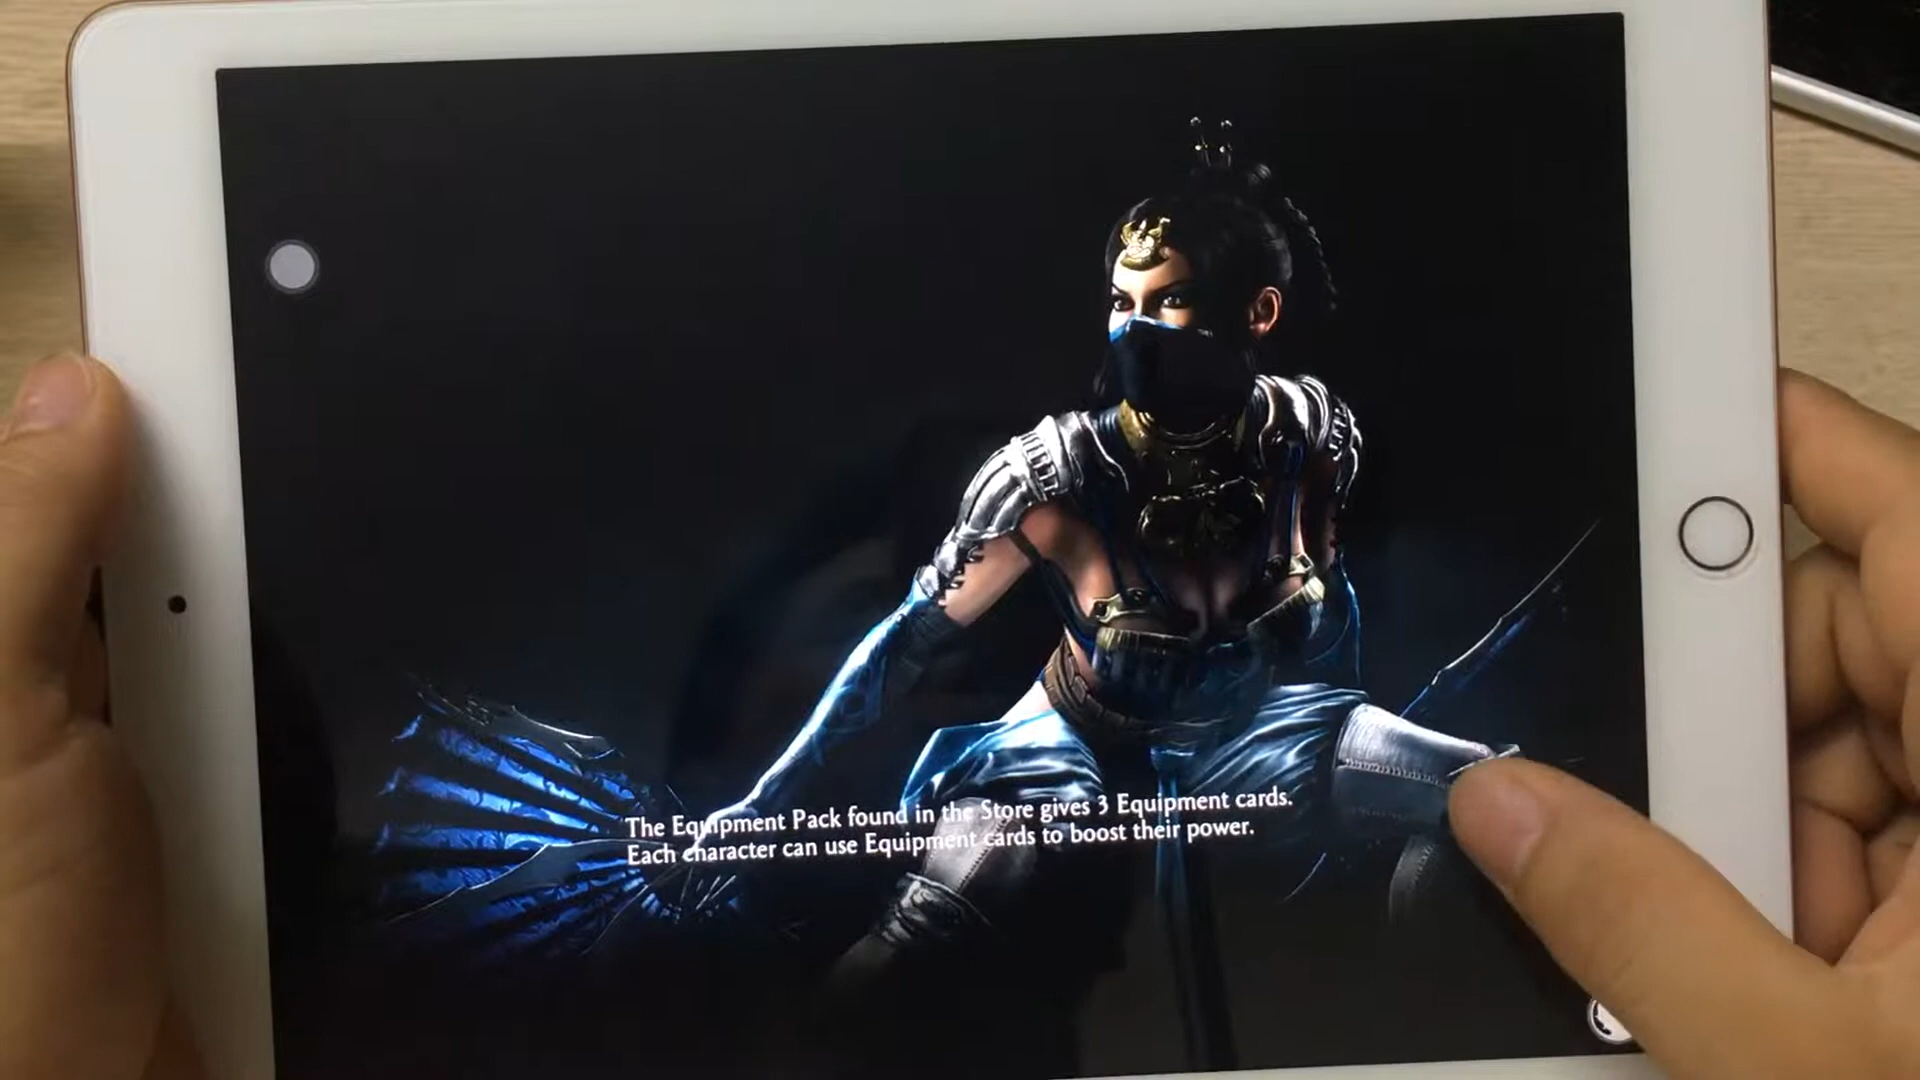 The Equipment Pack found in the Store gives 3 Equipment cards.
Each character can use Equipment cards to boost their power.